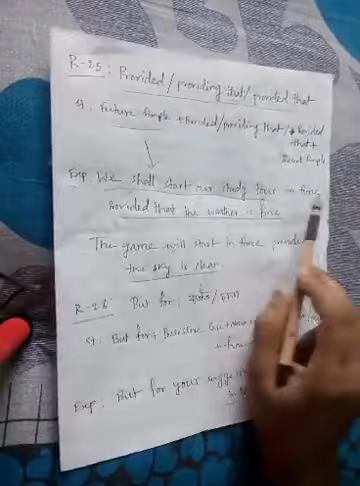 R-25: Provided/providing that/provided that
st. Future Simple + Provided/providing that/Provided
that +
Present Simple
Exp. We shall start our study tour in time
Provided that the weather is fine
The game will start in time provided
the sky is clear
R-26: But for;
st: But for +
Exp. But for your